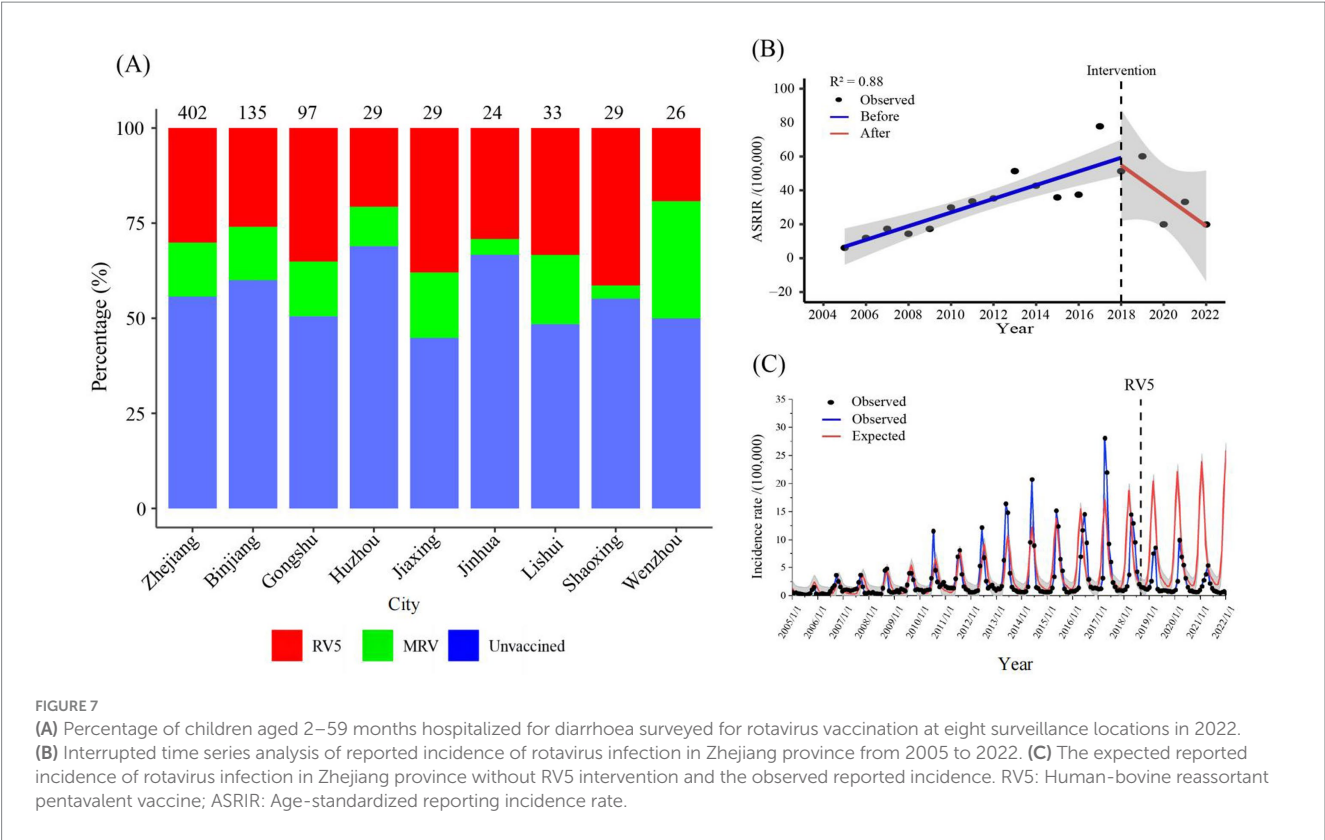 (A)
402 135 97 29 29 24 33 29 26
100
75
50
25
0
Percentage (%)
Zhejiang
Binjiang
Gongshu
Huzhou
Jiaxing
Jinhua
Lishui
Shaoxing
Wenzhou
City
RV5 MRV Unvaccined
(B)
Intervention
R² = 0.88
Observed
Before
After
100
80
60
40
20
0
−20
ASRIR /(100,000)
2004 2006 2008 2010 2012 2014 2016 2018 2020 2022
Year
(C)
RV5
Observed
Observed
Expected
35
30
25
20
15
10
5
0
Incidence rate /(100,000)
2005/1/1
2006/1/1
2007/1/1
2008/1/1
2009/1/1
2010/1/1
2011/1/1
2012/1/1
2013/1/1
2014/1/1
2015/1/1
2016/1/1
2017/1/1
2018/1/1
2019/1/1
2020/1/1
2021/1/1
2022/1/1
Year
FIGURE 7
(A) Percentage of children aged 2–59 months hospitalized for diarrhoea surveyed for rotavirus vaccination at eight surveillance locations in 2022.
(B) Interrupted time series analysis of reported incidence of rotavirus infection in Zhejiang province from 2005 to 2022. (C) The expected reported
incidence of rotavirus infection in Zhejiang province without RV5 intervention and the observed reported incidence. RV5: Human-bovine reassortant
pentavalent vaccine; ASRIR: Age-standardized reporting incidence rate.